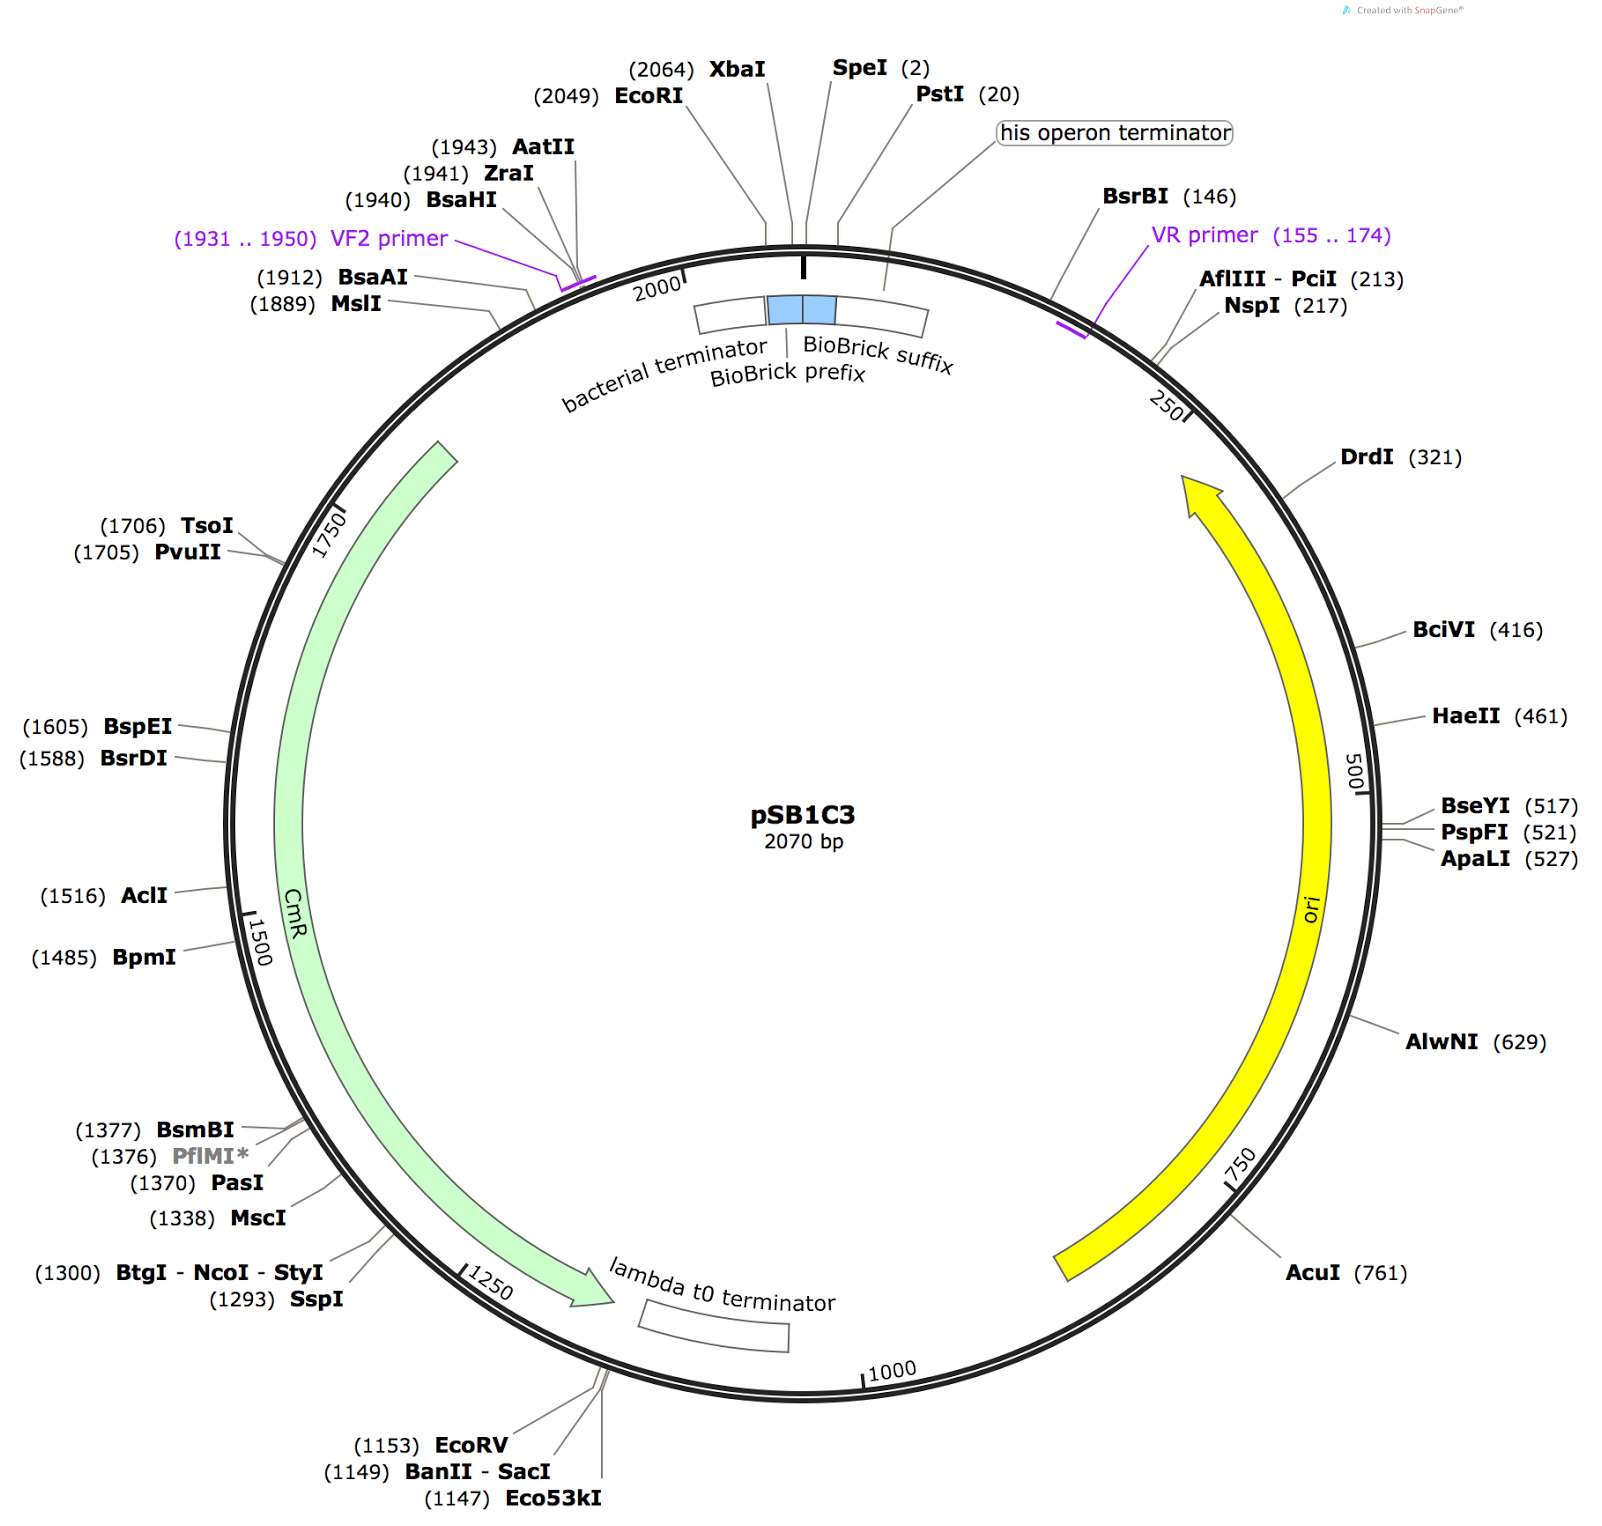 Created with SnapGene®
(2064) XbaI
SpeI (2)
(2049) EcoRI
PstI (20)
his operon terminator
(1943) AatII
(1941) ZraI
(1940) BsaHI
BsrBI (146)
(1931 .. 1950) VF2 primer
VR primer (155 .. 174)
(1912) BsaAI
(1889) MslI
AflIII - PciI (213)
NspI (217)
2000
bacterial terminator
BioBrick prefix
BioBrick suffix
250
DrdI (321)
(1706) TsoI
(1705) PvuII
1750
BciVI (416)
HaeII (461)
(1605) BspEI
(1588) BsrDI
500
pSB1C3
2070 bp
BseYI (517)
PspFI (521)
ApaLI (527)
(1516) AclI
CmR
ori
1500
(1485) BpmI
AlwNI (629)
(1377) BsmBI
(1376) PflMI*
(1370) PasI
(1338) MscI
750
(1300) BtgI - NcoI - StyI
(1293) SspI
1250
lambda t0 terminator
AcuI (761)
1000
(1153) EcoRV
(1149) BanII - SacI
(1147) Eco53kI